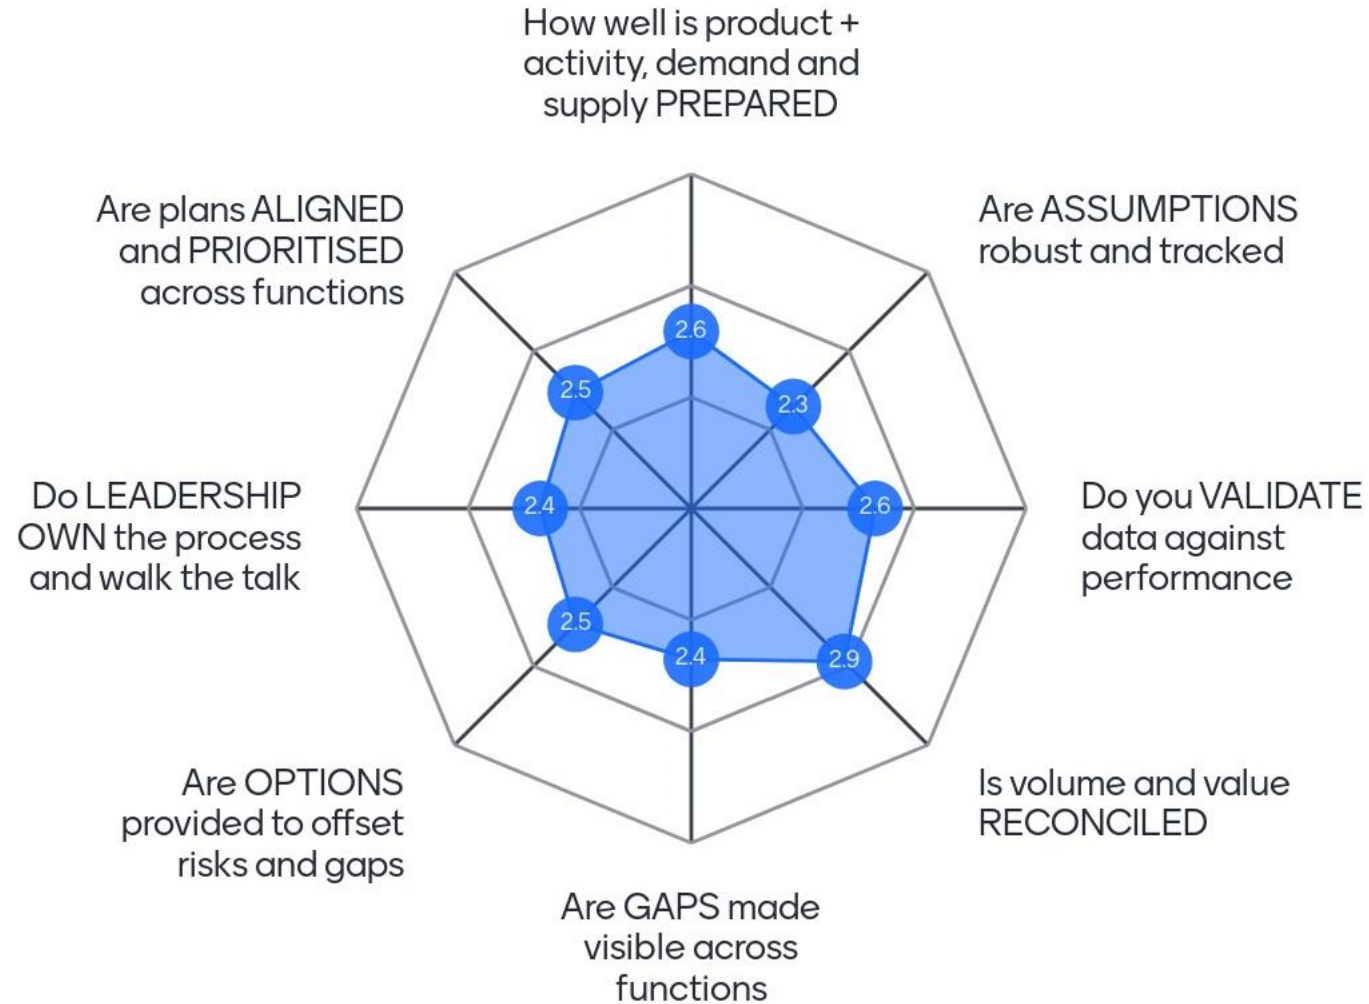 How well is product +
activity, demand and
supply PREPARED
Are plans ALIGNED
and PRIORITISED
across functions
Are ASSUMPTIONS
robust and tracked
2.6
2.5
2.3
Do LEADERSHIP
OWN the process
and walk the talk
2.4
2.6
Do you VALIDATE
data against
performance
2.5
2.4
2.9
Are OPTIONS
provided to offset
risks and gaps
Is volume and value
RECONCILED
Are GAPS made
visible across
functions